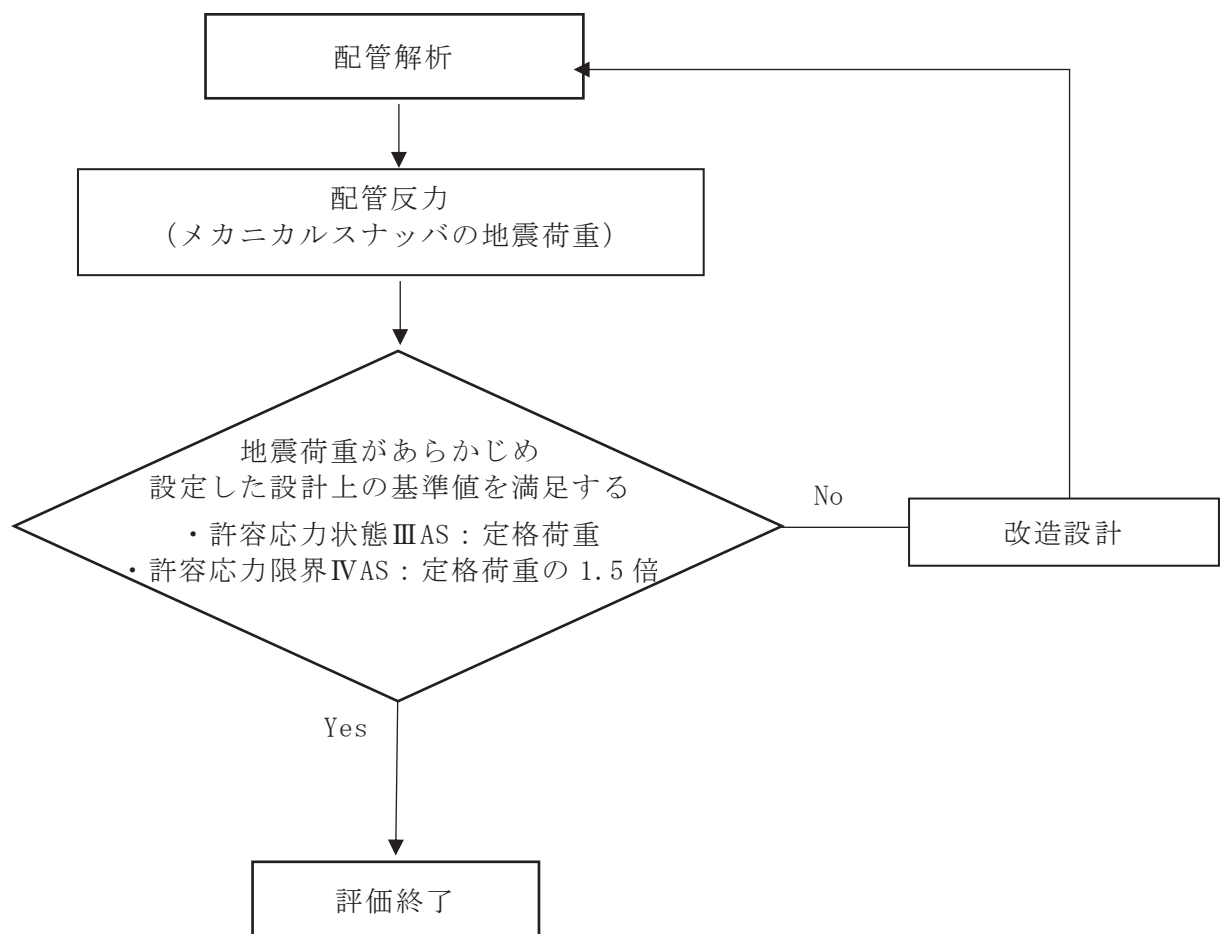 配管解析
配管反力
（メカニカルスナッバの地震荷重）
地震荷重があらかじめ
設定した設計上の基準値を満足する
・許容応力状態ⅢAS：定格荷重
・許容応力限界ⅣAS：定格荷重の 1.5 倍
No
改造設計
Yes
評価終了